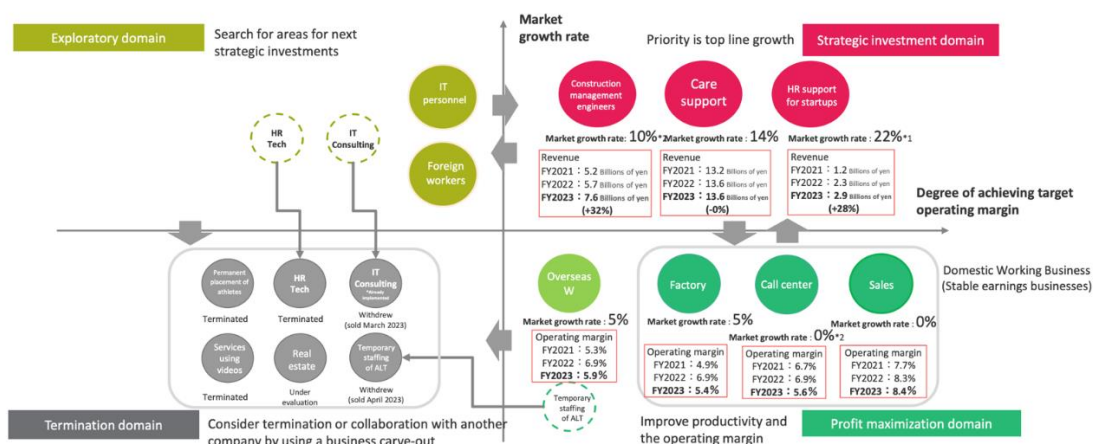 Exploratory domain
Search for areas for next
strategic investments
Market
growth rate
Priority is top line growth
Strategic investment domain
IT
personnel
Foreign
workers
HR
Tech
IT
Consulting
Construction
management
engineers
Care
support
HR support
for startups
Market growth rate: 10%*2
Market growth rate : 14%
Market growth rate : 22%*1
Revenue
FY2021：5.2 Billions of yen
FY2022：5.7 Billions of yen
FY2023：7.6 Billions of yen
(+32%)
Revenue
FY2021：13.2 Billions of yen
FY2022：13.6 Billions of yen
FY2023：13.6 Billions of yen
(-0%)
Revenue
FY2021：1.2 Billions of yen
FY2022：2.3 Billions of yen
FY2023：2.9 Billions of yen
(+28%)
Degree of achieving target
operating margin
Permanent
placement of
athletes
Terminated
HR
Tech
Terminated
IT
Consulting
*Already
implemented
Withdrew
(sold March 2023)
Services
using
videos
Terminated
Real
estate
Under
evaluation
Temporary
staffing
of ALT
Withdrew
(sold April 2023)
Overseas
W
Market growth rate : 5%
Operating margin
FY2021：5.3%
FY2022：6.9%
FY2023：5.9%
Temporary
staffing
of ALT
Factory
Market growth rate : 5%
Operating margin
FY2021：4.9%
FY2022：6.9%
FY2023：5.4%
Call center
Market growth rate : 0%*2
Operating margin
FY2021：6.7%
FY2022：6.9%
FY2023：5.6%
Sales
Market growth rate : 0%
Operating margin
FY2021：7.7%
FY2022：8.3%
FY2023：8.4%
Domestic Working Business
(Stable earnings businesses)
Termination domain
Consider termination or collaboration with another
company by using a business carve-out
Improve productivity and
the operating margin
Profit maximization domain